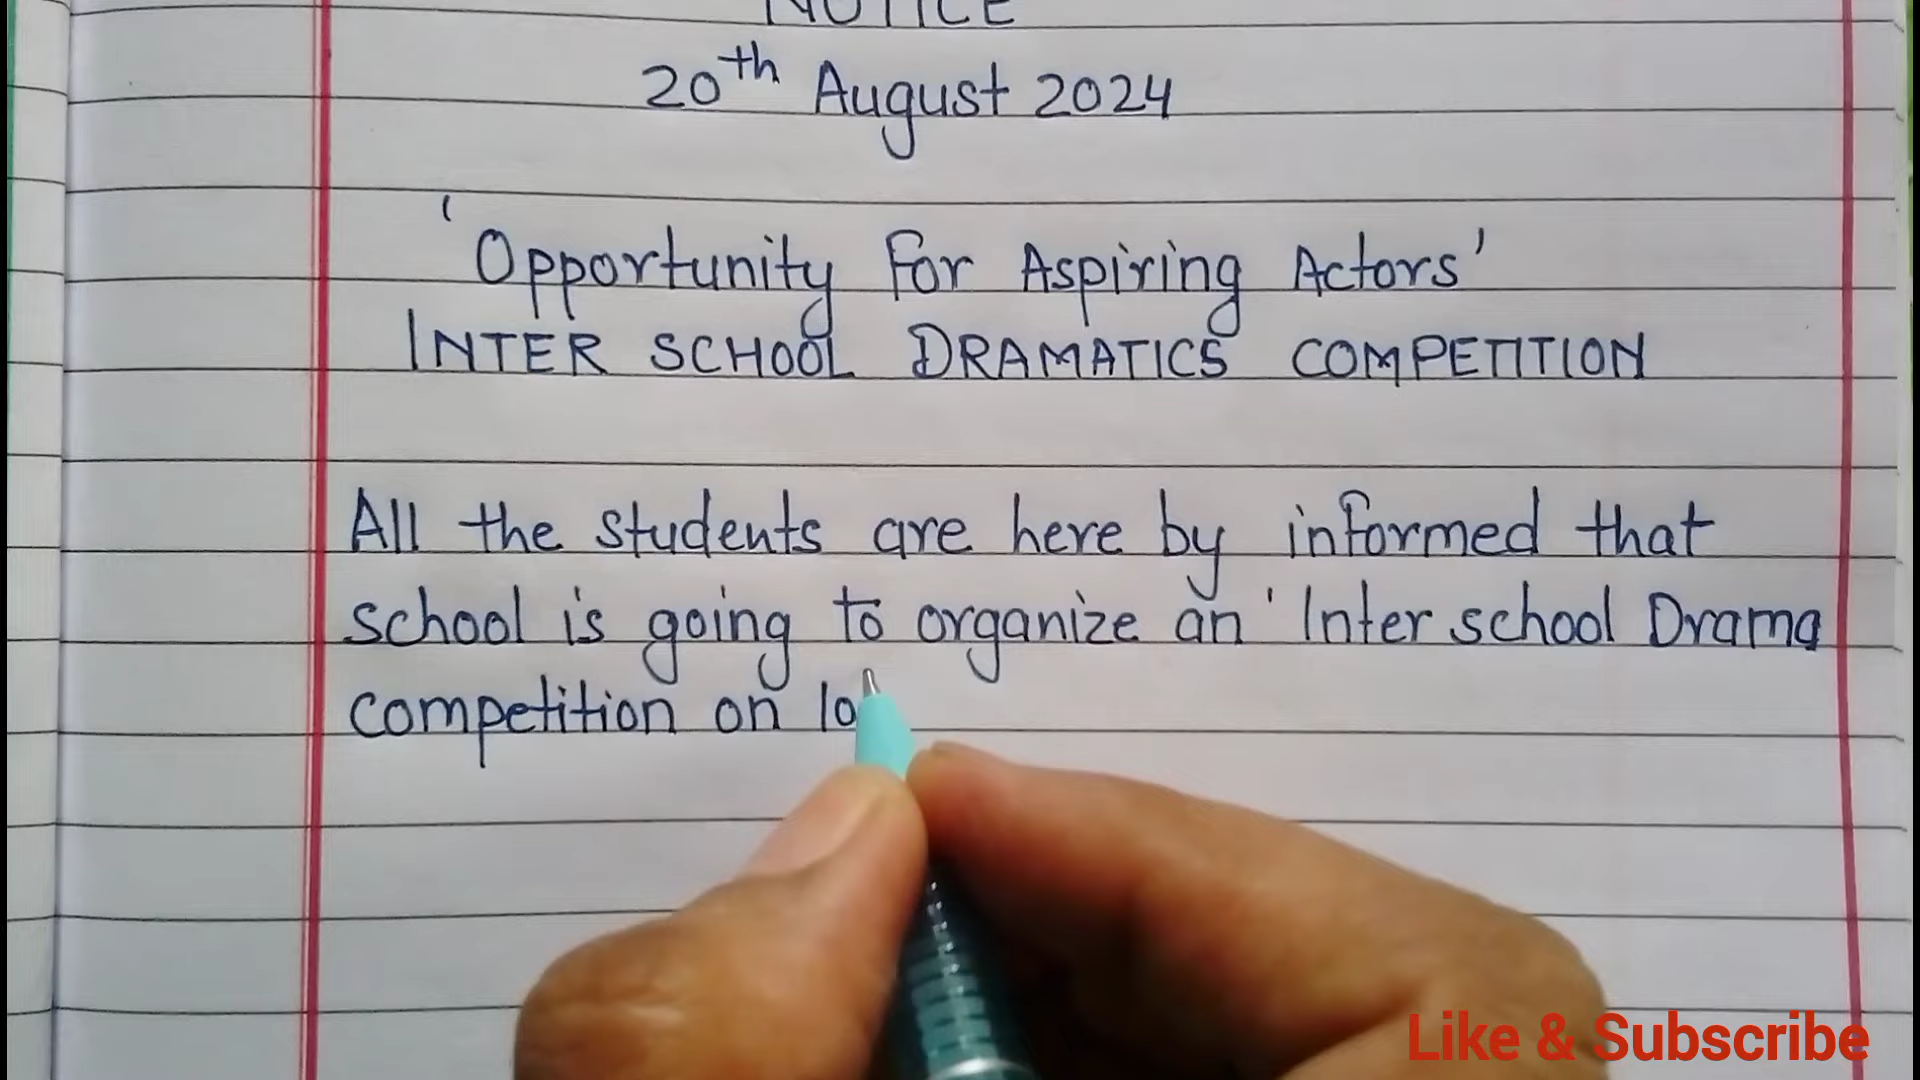 NOTICE
20th August 2024
'Opportunity For Aspiring Actors'
INTER SCHOOL DRAMATICS COMPETITION
All the students are here by informed that
school is going to organize an 'Inter school Drama
competition on 10
Like & Subscribe